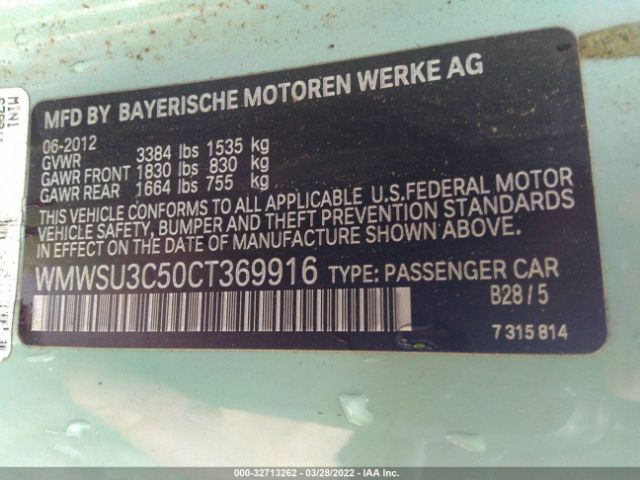 MFD BY BAYERISCHE MOTOREN WERKE AG
06-2012
GVWR 3384 lbs 1535 kg
GAWR FRONT 1830 lbs 830 kg
GAWR REAR 1664 lbs 755 kg
THIS VEHICLE CONFORMS TO ALL APPLICABLE U.S.FEDERAL MOTOR
VEHICLE SAFETY, BUMPER AND THEFT PREVENTION STANDARDS
IN EFFECT ON THE DATE OF MANUFACTURE SHOWN ABOVE.
WMWSU3C50CT369916 TYPE: PASSENGER CAR
B28/5
7 315 814
MINI
000 - 32713262 - 03/28/2022 - IAA Inc.